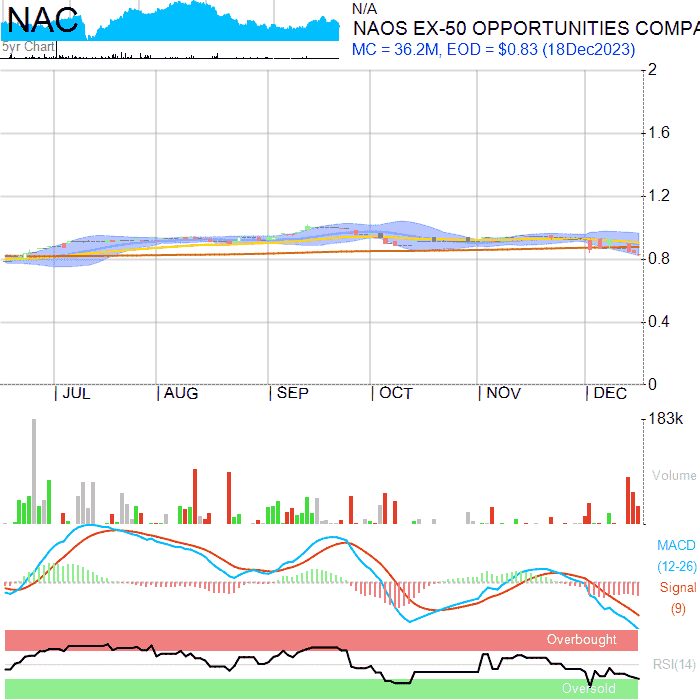 NAC
5yr Chart
N/A
NAOS EX-50 OPPORTUNITIES COMPA
MC = 36.2M, EOD = $0.83 (18Dec2023)
2
1.6
1.2
0.8
0.4
0
| JUL | AUG | SEP | OCT | NOV | DEC
183k
Volume
MACD
(12-26)
Signal
(9)
Overbought
RSI(14)
Oversold